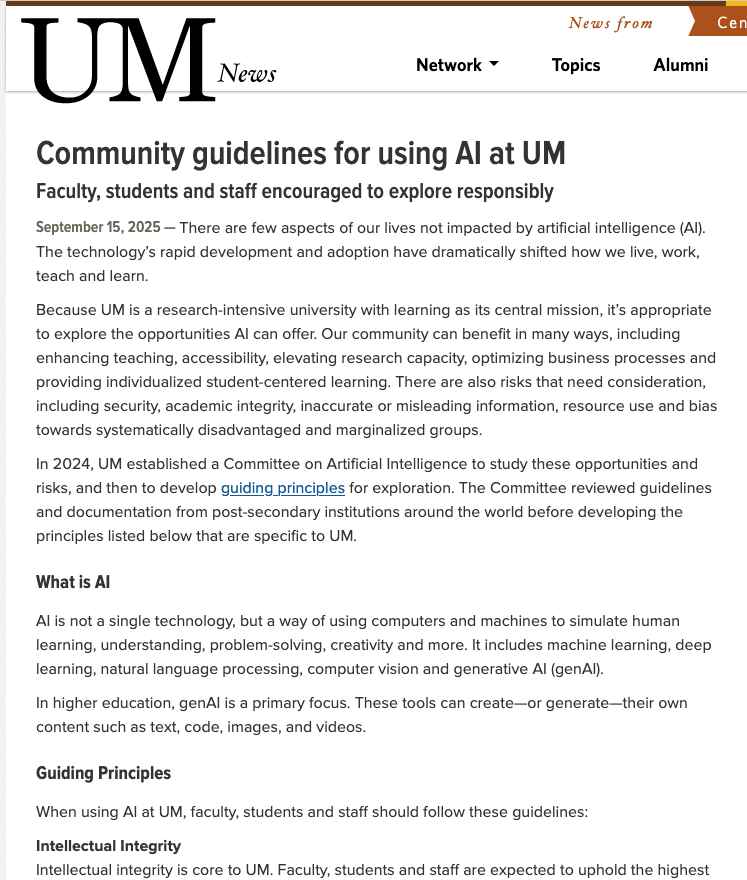 News from
Cen
UM News
Network
Topics
Alumni
Community guidelines for using AI at UM
Faculty, students and staff encouraged to explore responsibly
September 15, 2025 — There are few aspects of our lives not impacted by artificial intelligence (AI).
The technology’s rapid development and adoption have dramatically shifted how we live, work,
teach and learn.
Because UM is a research-intensive university with learning as its central mission, it’s appropriate
to explore the opportunities AI can offer. Our community can benefit in many ways, including
enhancing teaching, accessibility, elevating research capacity, optimizing business processes and
providing individualized student-centered learning. There are also risks that need consideration,
including security, academic integrity, inaccurate or misleading information, resource use and bias
towards systematically disadvantaged and marginalized groups.
In 2024, UM established a Committee on Artificial Intelligence to study these opportunities and
risks, and then to develop guiding principles for exploration. The Committee reviewed guidelines
and documentation from post-secondary institutions around the world before developing the
principles listed below that are specific to UM.
What is AI
AI is not a single technology, but a way of using computers and machines to simulate human
learning, understanding, problem-solving, creativity and more. It includes machine learning, deep
learning, natural language processing, computer vision and generative AI (genAI).
In higher education, genAI is a primary focus. These tools can create—or generate—their own
content such as text, code, images, and videos.
Guiding Principles
When using AI at UM, faculty, students and staff should follow these guidelines:
Intellectual Integrity
Intellectual integrity is core to UM. Faculty, students and staff are expected to uphold the highest